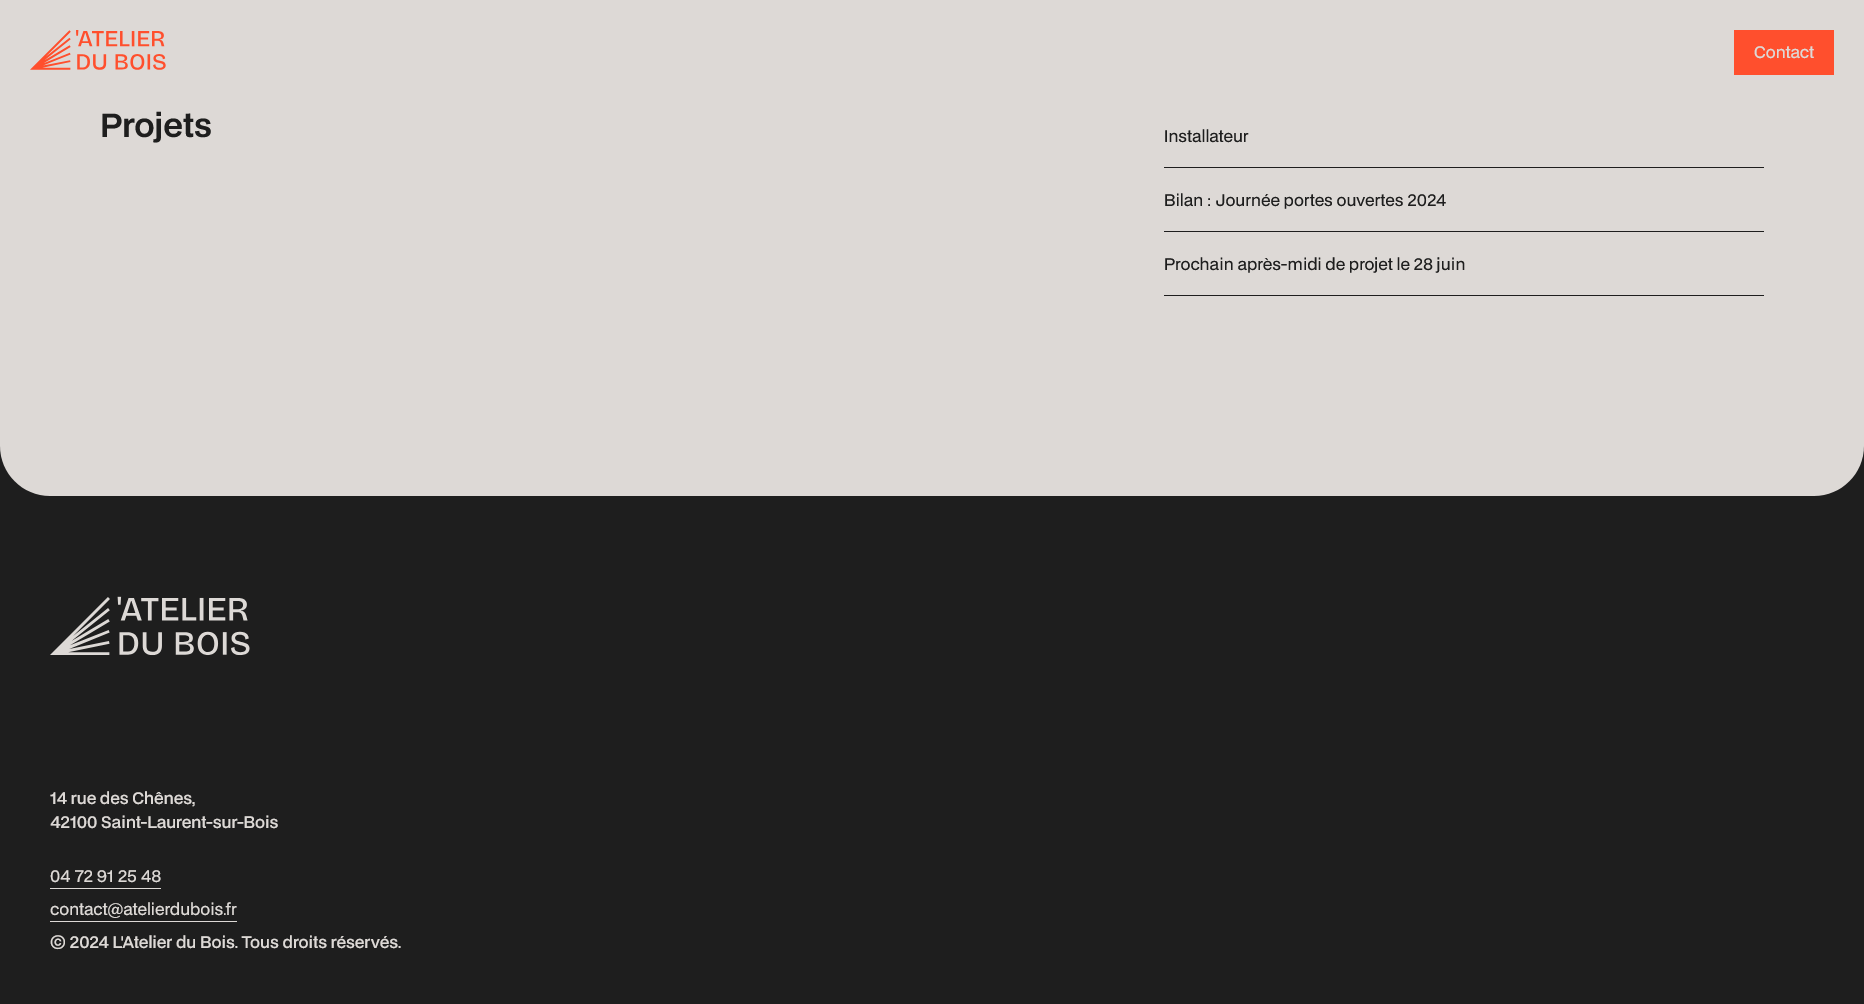 'ATELIER
DU BOIS
Contact
Projets
Installateur
Bilan : Journée portes ouvertes 2024
Prochain après-midi de projet le 28 juin
'ATELIER
DU BOIS
14 rue des Chênes,
42100 Saint-Laurent-sur-Bois
04 72 91 25 48
contact@atelierdubois.fr
© 2024 L'Atelier du Bois. Tous droits réservés.